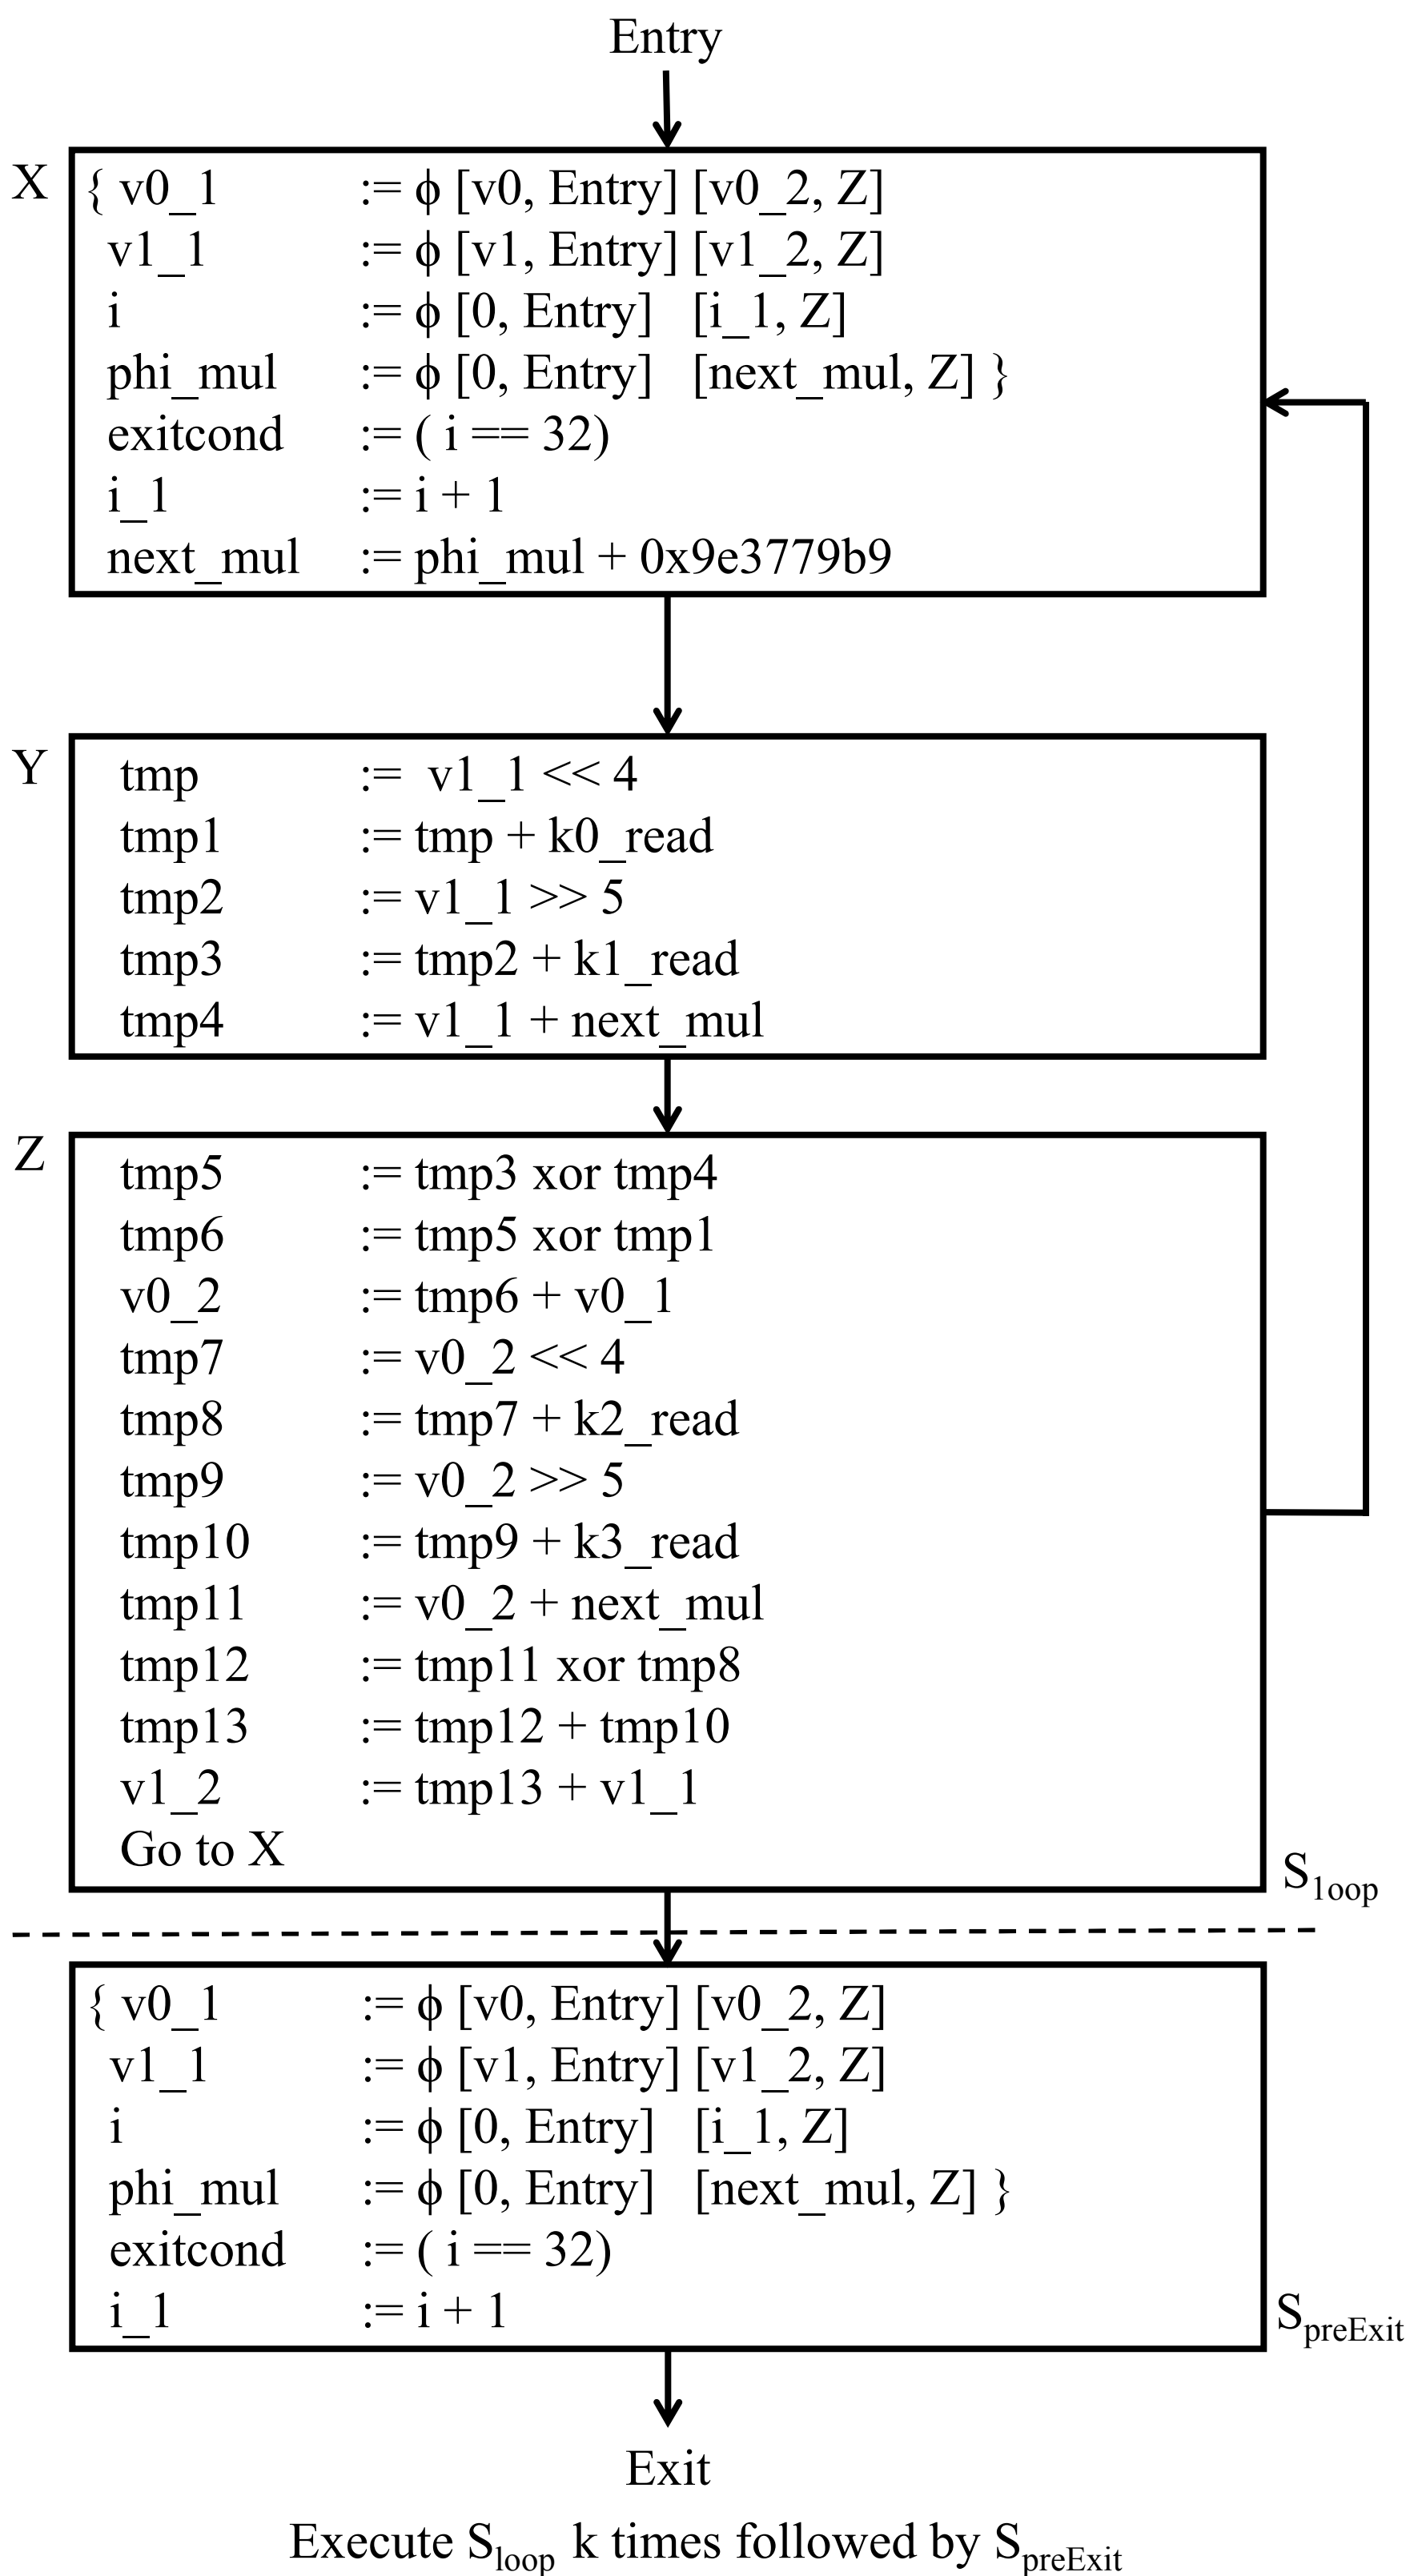 Entry
X
{ v0_1 := ϕ [v0, Entry] [v0_2, Z]
v1_1 := ϕ [v1, Entry] [v1_2, Z]
i := ϕ [0, Entry] [i_1, Z]
phi_mul := ϕ [0, Entry] [next_mul, Z] }
exitcond := ( i == 32)
i_1 := i + 1
next_mul := phi_mul + 0x9e3779b9
Y
tmp := v1_1 << 4
tmp1 := tmp + k0_read
tmp2 := v1_1 >> 5
tmp3 := tmp2 + k1_read
tmp4 := v1_1 + next_mul
Z
tmp5 := tmp3 xor tmp4
tmp6 := tmp5 xor tmp1
v0_2 := tmp6 + v0_1
tmp7 := v0_2 << 4
tmp8 := tmp7 + k2_read
tmp9 := v0_2 >> 5
tmp10 := tmp9 + k3_read
tmp11 := v0_2 + next_mul
tmp12 := tmp11 xor tmp8
tmp13 := tmp12 + tmp10
v1_2 := tmp13 + v1_1
Go to X
S1oop
{ v0_1 := ϕ [v0, Entry] [v0_2, Z]
v1_1 := ϕ [v1, Entry] [v1_2, Z]
i := ϕ [0, Entry] [i_1, Z]
phi_mul := ϕ [0, Entry] [next_mul, Z] }
exitcond := ( i == 32)
i_1 := i + 1
SpreExit
Exit
Execute Sloop k times followed by SpreExit